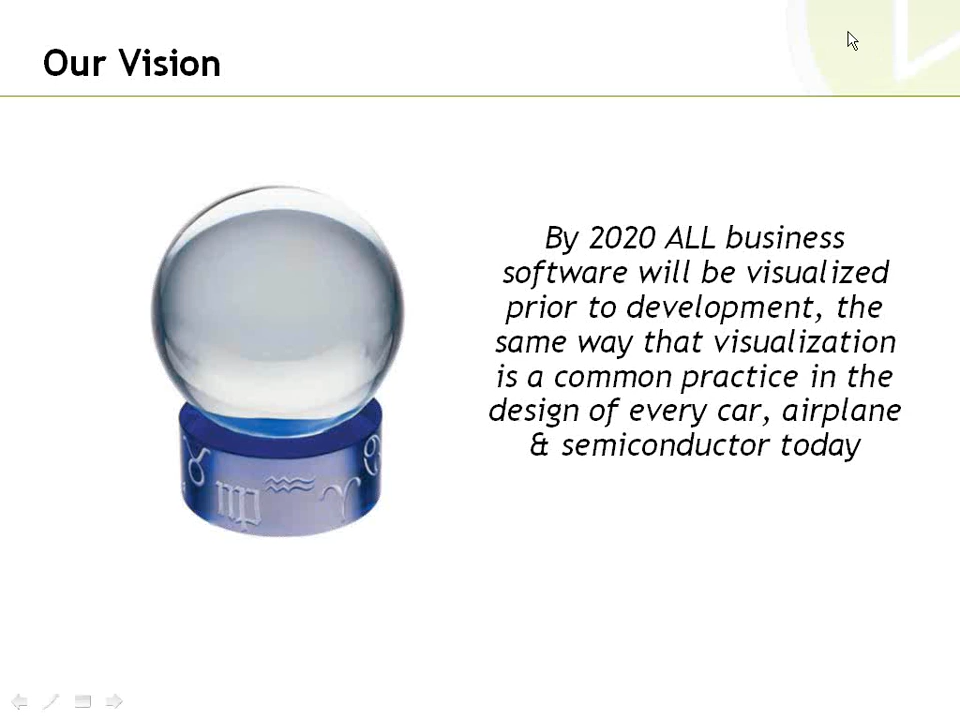 Our Vision
By 2020 ALL business
software will be visualized
prior to development, the
same way that visualization
is a common practice in the
design of every car, airplane
& semiconductor today